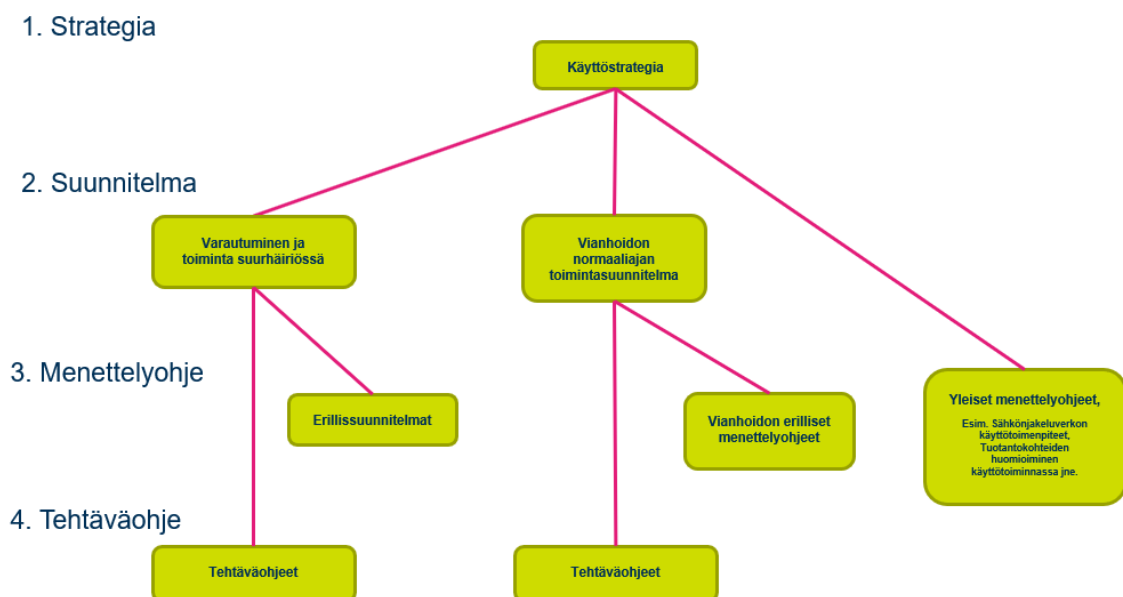 1. Strategia
Käyttöstrategia
2. Suunnitelma
Varautuminen ja
toiminta suurhäiriössä
Vianhoidon
normaaliajan
toimintasuunnitelma
3. Menettelyohje
Erillissuunnitelmat
Vianhoidon erilliset
menettelyohjeet
Yleiset menettelyohjeet,
Esim. Sähkönjakeluverkon
käyttötoimenpiteet,
Tuotantokohteiden
huomioiminen
käyttötoiminnassa jne.
4. Tehtäväohje
Tehtäväohjeet
Tehtäväohjeet